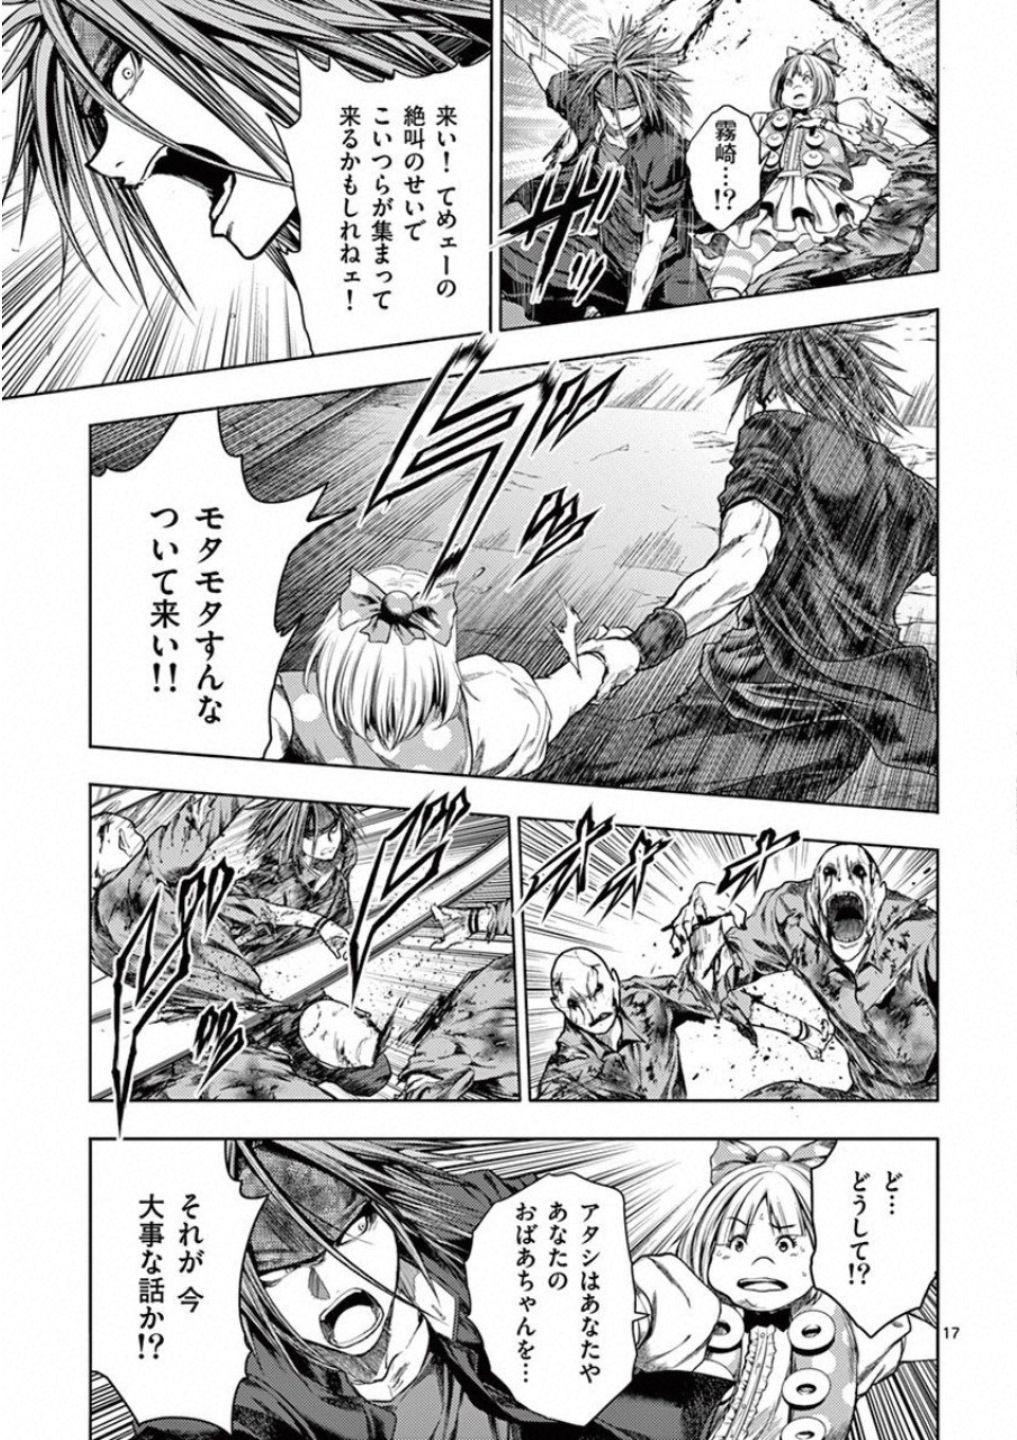 霧崎…!?
ザッ
来い!てめェーの
絶叫のせいで
こいつらが集まって
来るかもしれねェ!
モタモタすんな
ついて来い!!
オオオ
ど…
どうして!?
アタシはあなたや
あなたの
おばあちゃんを…
それが 今
大事な話か!?
17